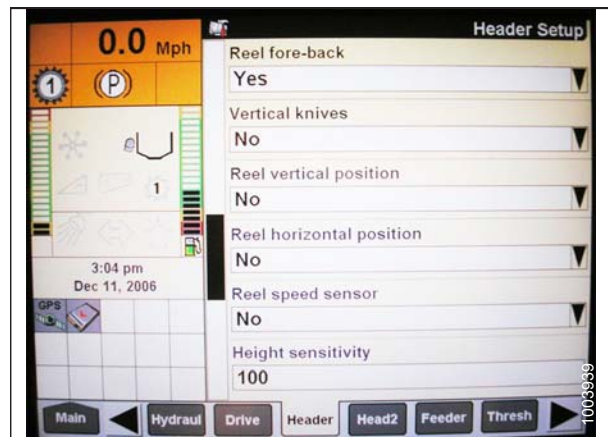 0.0 Mph
Header Setup
Reel fore-back
Yes
1
(P)
Vertical knives
No
Reel vertical position
No
1
Reel horizontal position
No
3:04 pm
Dec 11, 2006
Reel speed sensor
No
GPS
Height sensitivity
100
Main
Hydraul
Drive
Header
Head2
Feeder
Thresh
1003939